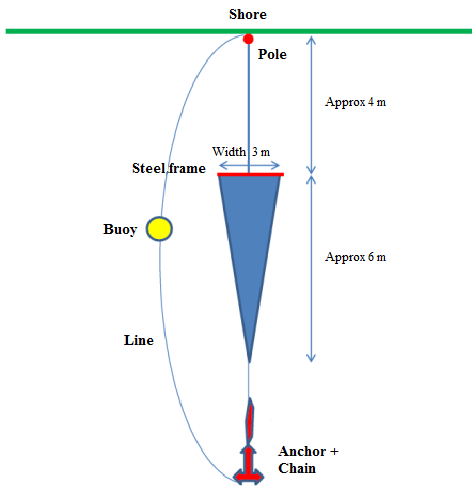 Shore
Pole
Approx 4 m
Width 3 m
Steel frame
Buoy
Approx 6 m
Line
Anchor +
Chain